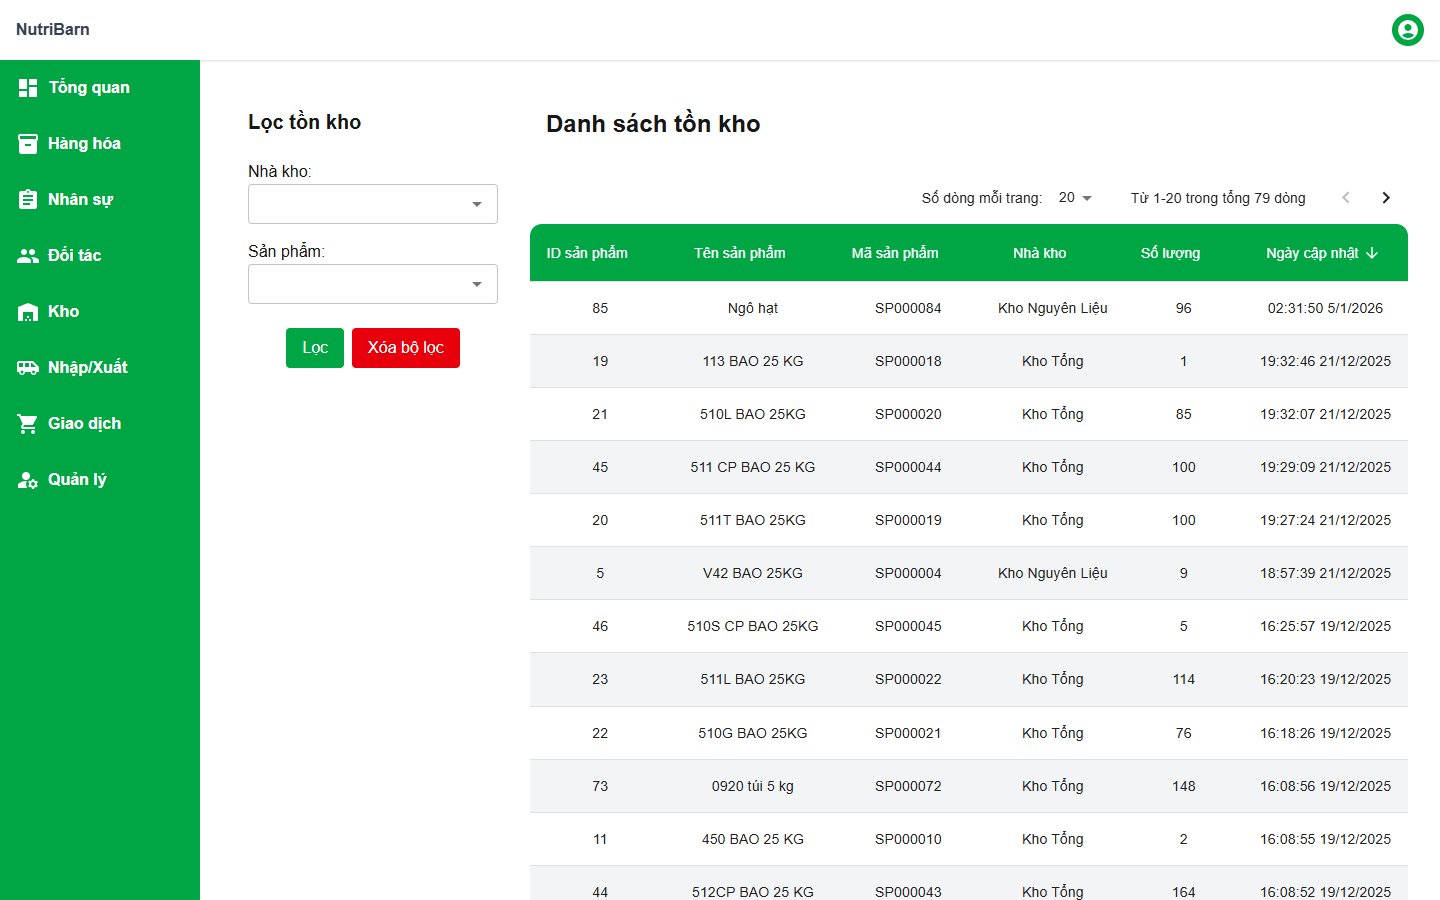 NutriBarn
Tổng quan
Hàng hóa
Nhân sự
Đối tác
Kho
Nhập/Xuất
Giao dịch
Quản lý
Lọc tồn kho
Nhà kho:
Sản phẩm:
Lọc Xóa bộ lọc
Danh sách tồn kho
Số dòng mỗi trang: 20 Từ 1-20 trong tổng 79 dòng
ID sản phẩm Tên sản phẩm Mã sản phẩm Nhà kho Số lượng Ngày cập nhật
85 Ngô hạt SP000084 Kho Nguyên Liệu 96 02:31:50 5/1/2026
19 113 BAO 25 KG SP000018 Kho Tổng 1 19:32:46 21/12/2025
21 510L BAO 25KG SP000020 Kho Tổng 85 19:32:07 21/12/2025
45 511 CP BAO 25 KG SP000044 Kho Tổng 100 19:29:09 21/12/2025
20 511T BAO 25KG SP000019 Kho Tổng 100 19:27:24 21/12/2025
5 V42 BAO 25KG SP000004 Kho Nguyên Liệu 9 18:57:39 21/12/2025
46 510S CP BAO 25KG SP000045 Kho Tổng 5 16:25:57 19/12/2025
23 511L BAO 25KG SP000022 Kho Tổng 114 16:20:23 19/12/2025
22 510G BAO 25KG SP000021 Kho Tổng 76 16:18:26 19/12/2025
73 0920 túi 5 kg SP000072 Kho Tổng 148 16:08:56 19/12/2025
11 450 BAO 25 KG SP000010 Kho Tổng 2 16:08:55 19/12/2025
44 512CP BAO 25 KG SP000043 Kho Tổng 164 16:08:52 19/12/2025